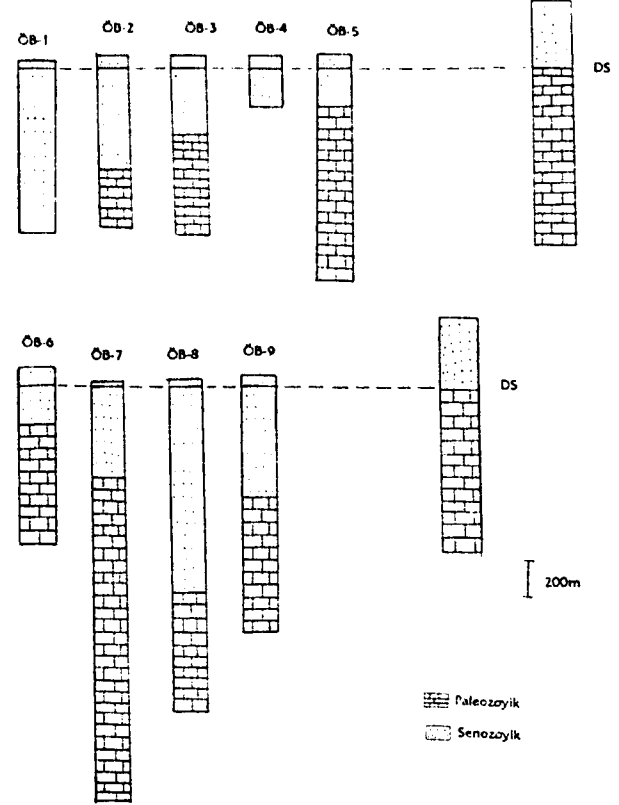 ÖB-1
ÖB-2
ÖB-3
ÖB-4
ÖB-5
DS
ÖB-6
ÖB-7
ÖB-8
ÖB-9
DS
200m
Paleozoyik
Senozoyik